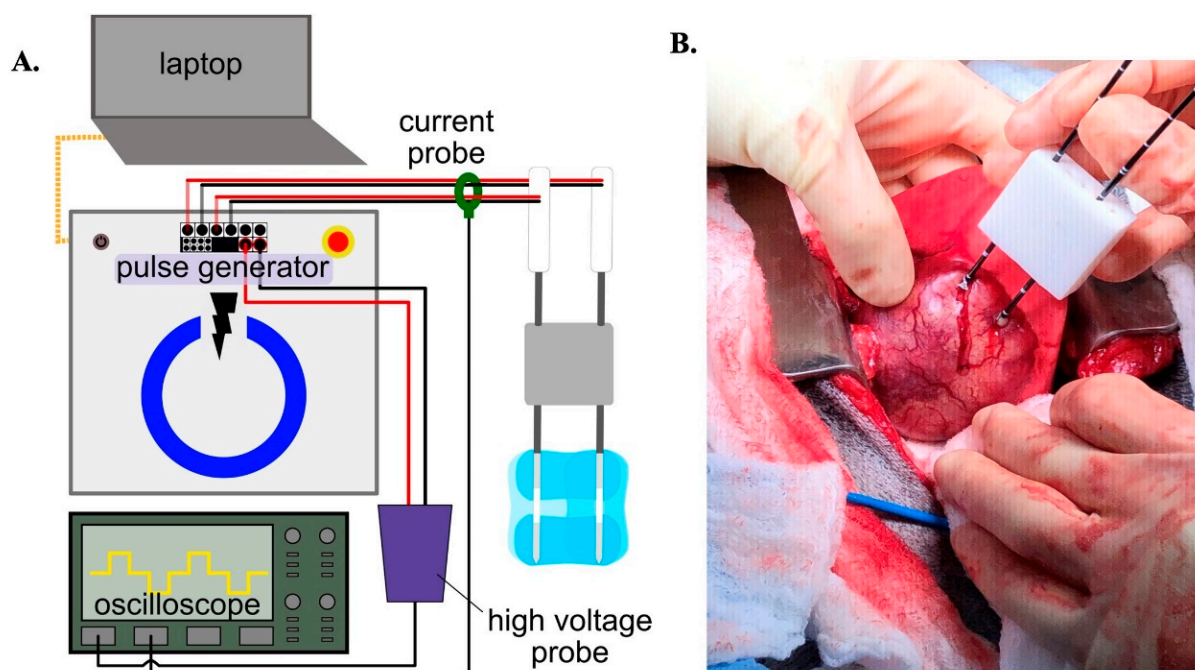 A.
laptop
current
probe
pulse generator
oscilloscope
high voltage
probe
B.